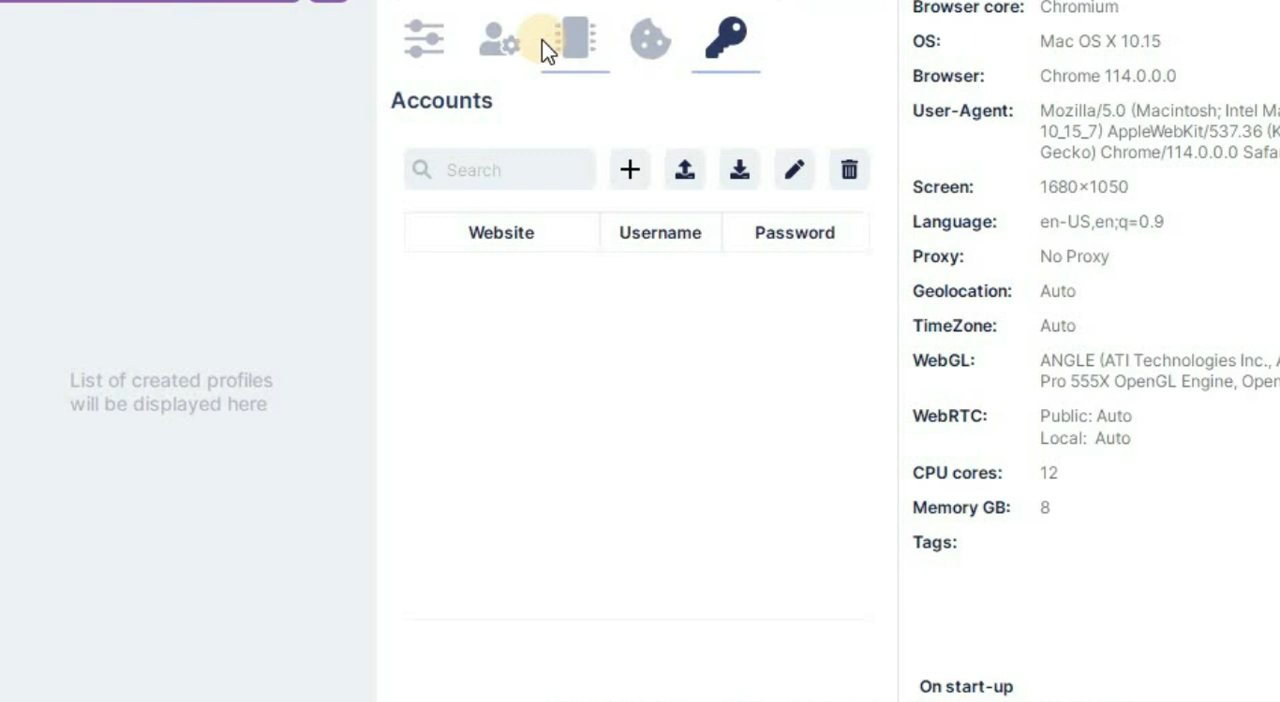 Accounts
Search
Website Username Password
List of created profiles
will be displayed here
Browser core: Chromium
OS: Mac OS X 10.15
Browser: Chrome 114.0.0.0
User-Agent: Mozilla/5.0 (Macintosh; Intel
10_15_7) AppleWebKit/537.36
Gecko) Chrome/114.0.0.0
Screen: 1680×1050
Language: en-US,en;q=0.9
Proxy: No Proxy
Geolocation: Auto
TimeZone: Auto
WebGL: ANGLE (ATI Technologies Inc.,
Pro 555X OpenGL Engine,
WebRTC: Public: Auto
Local: Auto
CPU cores: 12
Memory GB: 8
Tags:
On start-up